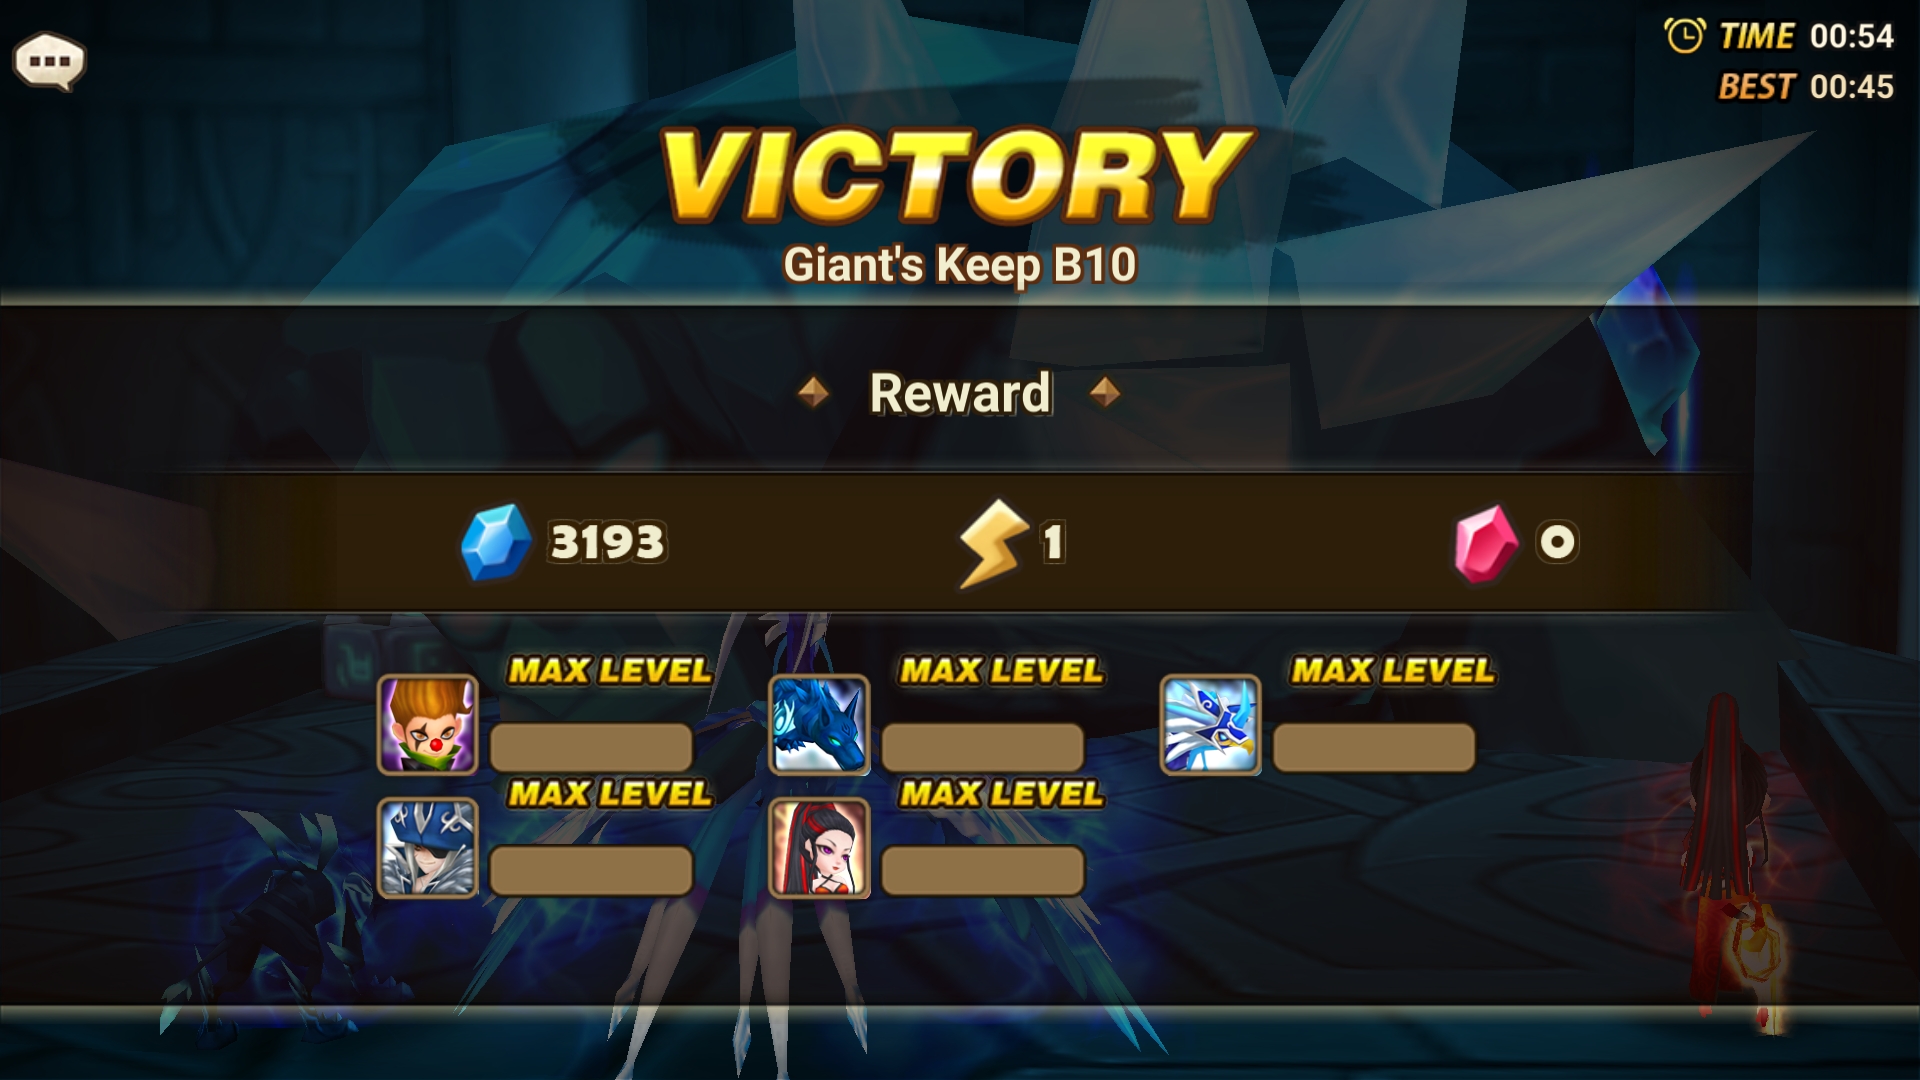 TIME 00:54
BEST 00:45
VICTORY
Giant's Keep B10
Reward
3193 1 0
MAX LEVEL MAX LEVEL MAX LEVEL
MAX LEVEL MAX LEVEL